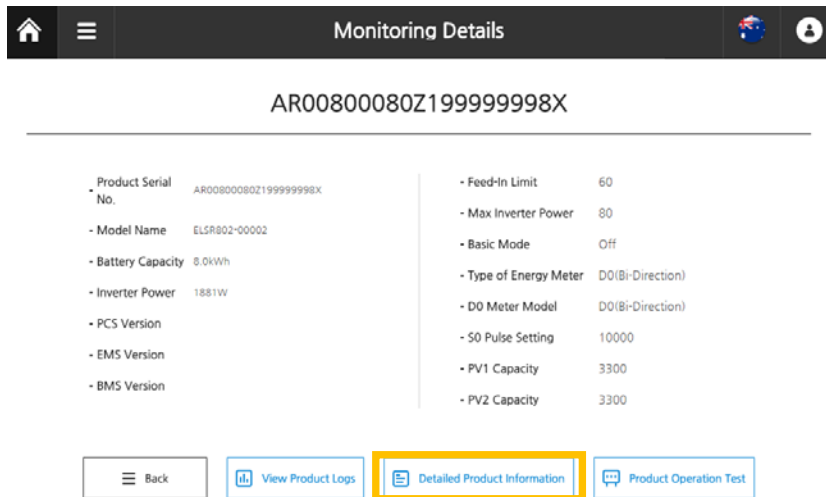 Monitoring Details
AR00800080Z199999998X
- Product Serial No.
AR00800080Z199999998X
- Model Name ELSR802-00002
- Battery Capacity 8.0kWh
- Inverter Power 1881W
- PCS Version
- EMS Version
- BMS Version
- Feed-In Limit 60
- Max Inverter Power 80
- Basic Mode Off
- Type of Energy Meter D0(Bi-Direction)
- D0 Meter Model D0(Bi-Direction)
- S0 Pulse Setting 10000
- PV1 Capacity 3300
- PV2 Capacity 3300
Back
View Product Logs
Detailed Product Information
Product Operation Test